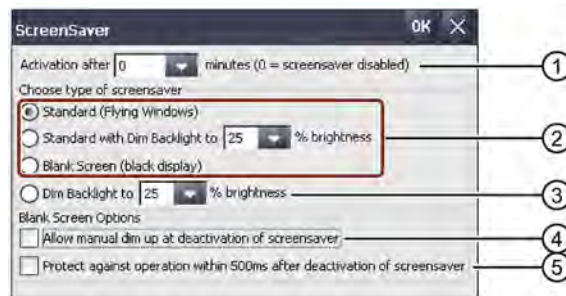 ScreenSaver OK
Activation after 0 minutes (0 = screensaver disabled) 1
Choose type of screensaver
Standard (Flying Windows)
Standard with Dim Backlight to 25 % brightness 2
Blank Screen (black display)
Dim Backlight to 25 % brightness 3
Blank Screen Options
Allow manual dim up at deactivation of screensaver 4
Protect against operation within 500ms after deactivation of screensaver 5